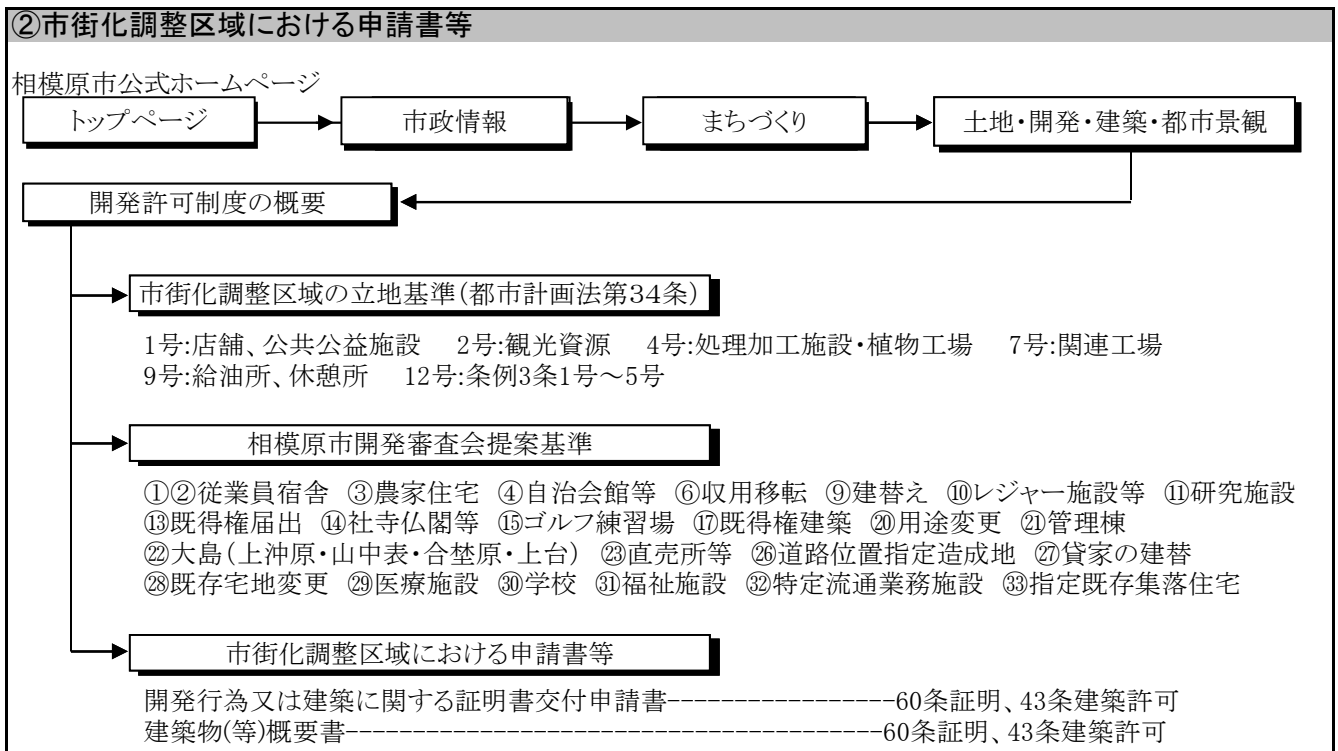 ②市街化調整区域における申請書等
相模原市公式ホームページ
トップページ
市政情報
まちづくり
土地・開発・建築・都市景観
開発許可制度の概要
市街化調整区域の立地基準(都市計画法第34条)
1号:店舗、公共公益施設 2号:観光資源 4号:処理加工施設・植物工場 7号:関連工場
9号:給油所、休憩所 12号:条例3条1号～5号
相模原市開発審査会提案基準
①②従業員宿舎 ③農家住宅 ④自治会館等 ⑥収用移転 ⑨建替え ⑩レジャー施設等 ⑪研究施設
⑬既得権届出 ⑭社寺仏閣等 ⑮ゴルフ練習場 ⑰既得権建築 ⑳用途変更 ㉑管理棟
㉒大島(上沖原・山中表・合埜原・上台) ㉓直売所等 ㉖道路位置指定造成地 ㉗貸家の建替
㉘既存宅地変更 ㉙医療施設 ㉚学校 ㉛福祉施設 ㉜特定流通業務施設 ㉝指定既存集落住宅
市街化調整区域における申請書等
開発行為又は建築に関する証明書交付申請書-----------------60条証明、43条建築許可
建築物(等)概要書----------------------------------------60条証明、43条建築許可